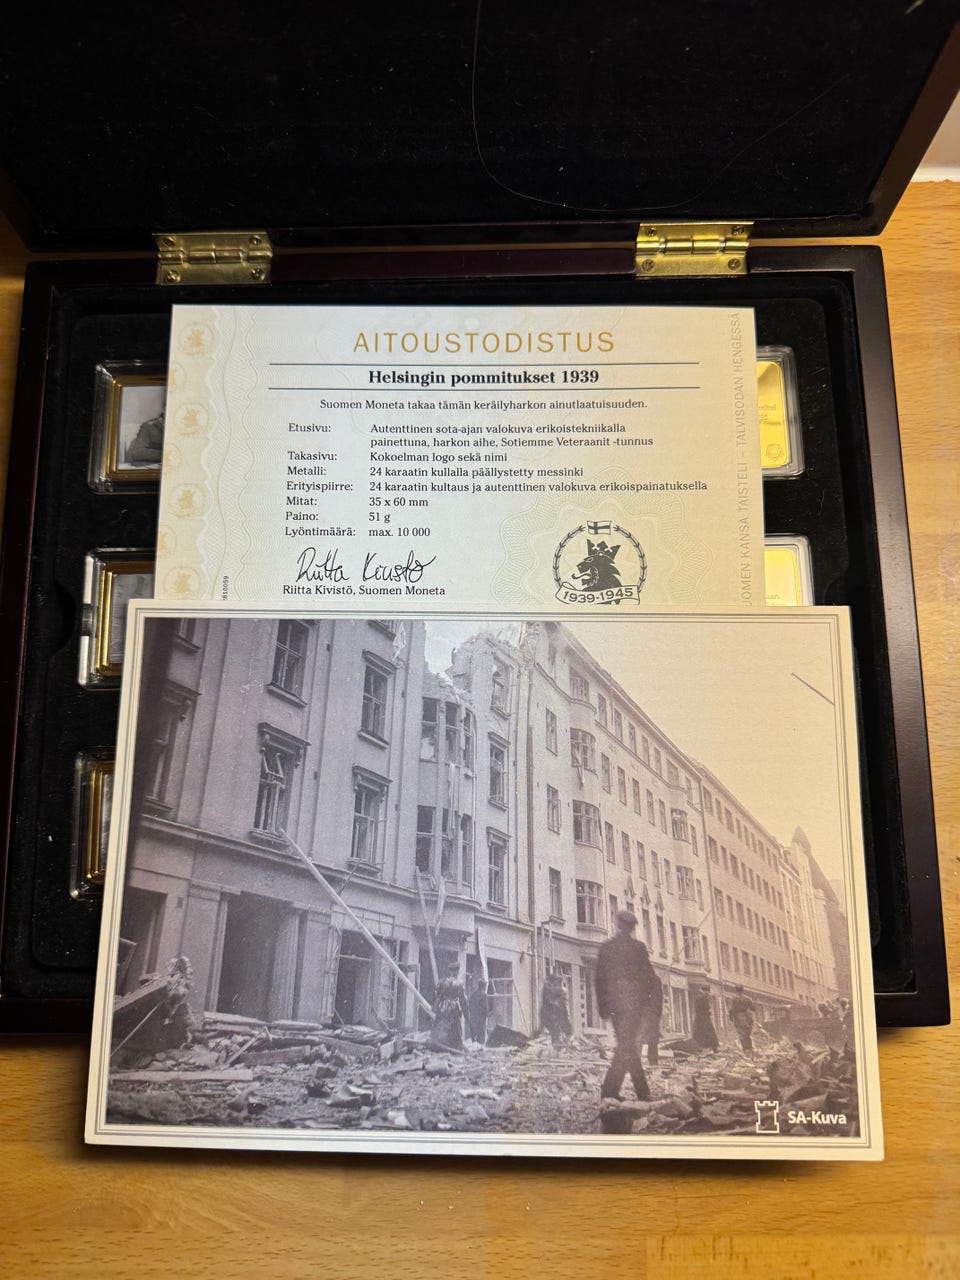 AITOUSTODISTUS
Helsingin pommitukset 1939
Suomen Moneta takaa tämän keräilyharkon ainutlaatuisuuden.
Etusivu: Autenttinen sota-ajan valokuva erikoistekniikalla
painettuna, harkon aihe, Sotiemme Veteraanit -tunnus
Takasivu: Kokoelman logo sekä nimi
Metalli: 24 karaatin kullalla päällystetty messinki
Erityispiirre: 24 karaatin kultaus ja autenttinen valokuva erikoispainatuksella
Mitat: 35 x 60 mm
Paino: 51 g
Lyöntimäärä: max. 10 000
Riitta Kivistö
Riitta Kivistö, Suomen Moneta
1939-1945
OMEN KANSA TAISTELI – TALVISODAN HENGESSÄ
SA-Kuva